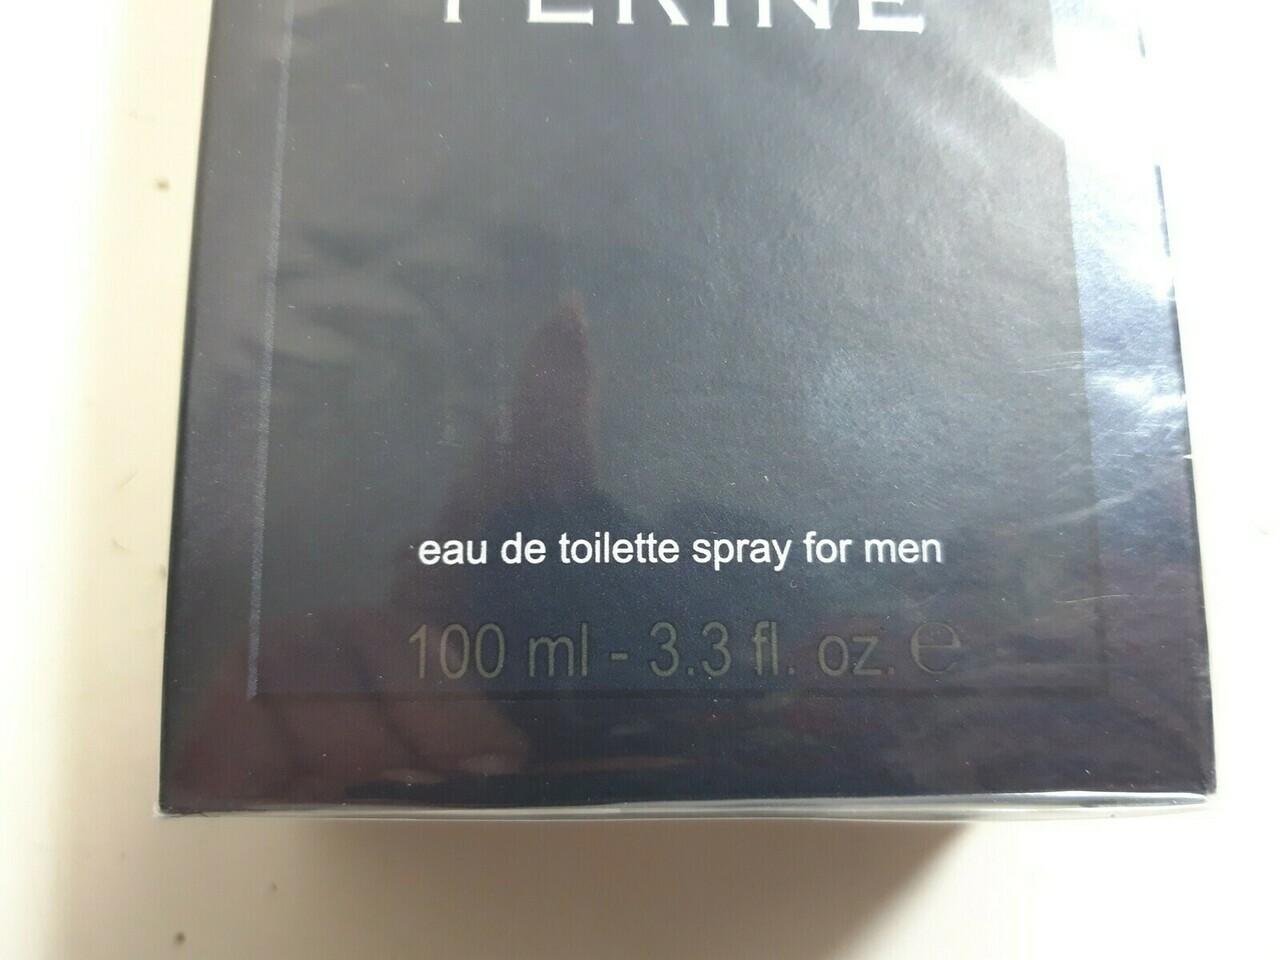 eau de toilette spray for men
100 ml - 3.3 fl. oz. ℮